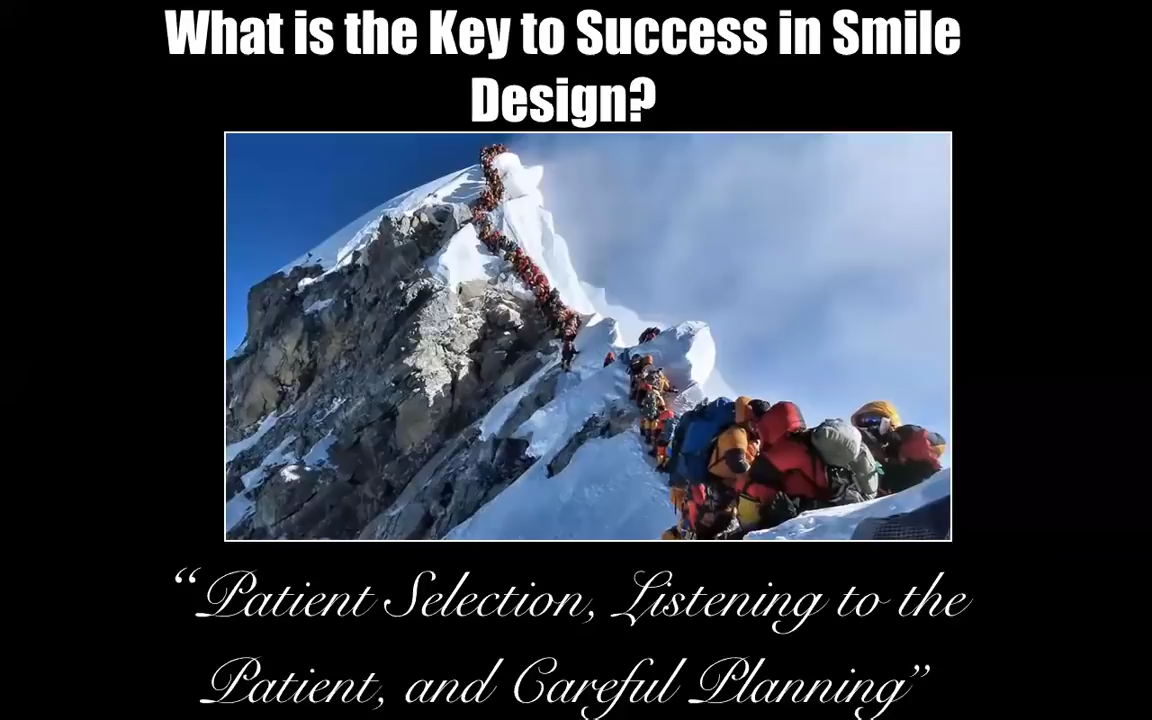 What is the Key to Success in Smile
Design?
“Patient Selection, Listening to the
Patient, and Careful Planning”